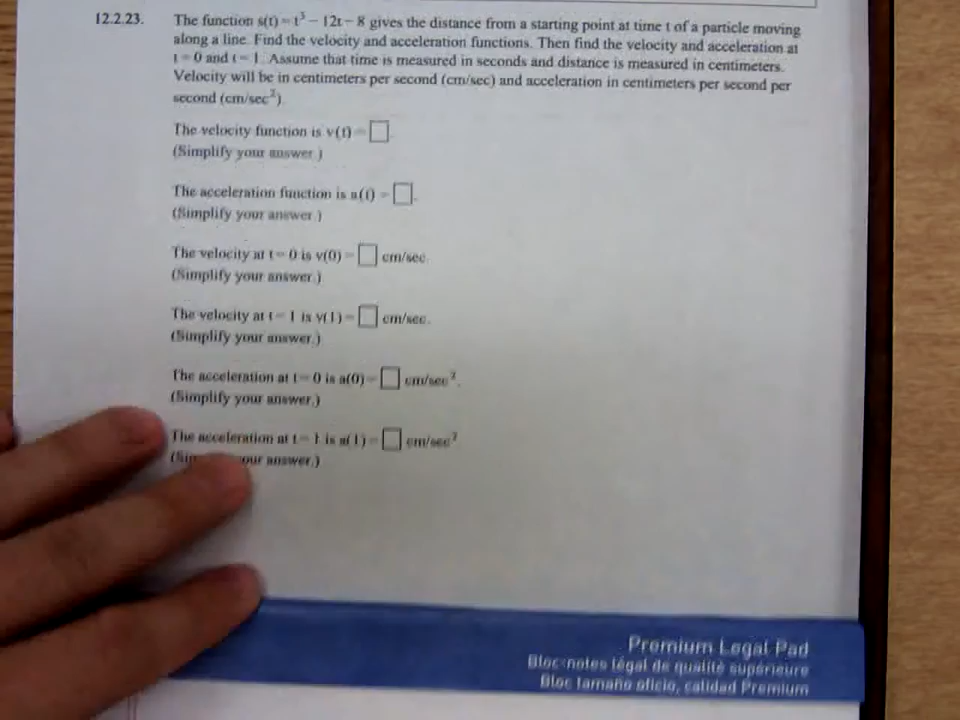 12.2.23. The function s(t) = t³ − 12t − 8 gives the distance from a starting point at time t of a particle moving
along a line. Find the velocity and acceleration functions. Then find the velocity and acceleration at
t = 0 and t = 1. Assume that time is measured in seconds and distance is measured in centimeters.
Velocity will be in centimeters per second (cm/sec) and acceleration in centimeters per second per
second (cm/sec²).
The velocity function is v(t) = □.
(Simplify your answer.)
The acceleration function is a(t) = □.
(Simplify your answer.)
The velocity at t = 0 is v(0) = □ cm/sec.
(Simplify your answer.)
The velocity at t = 1 is v(1) = □ cm/sec.
(Simplify your answer.)
The acceleration at t = 0 is a(0) = □ cm/sec².
(Simplify your answer.)
The acceleration at t = 1 is a(1) = □ cm/sec²
your answer.)
Premium Legal Pad
Bloc-notes légal de qualité supérieure
Bloc tamaño oficio, calidad Premium